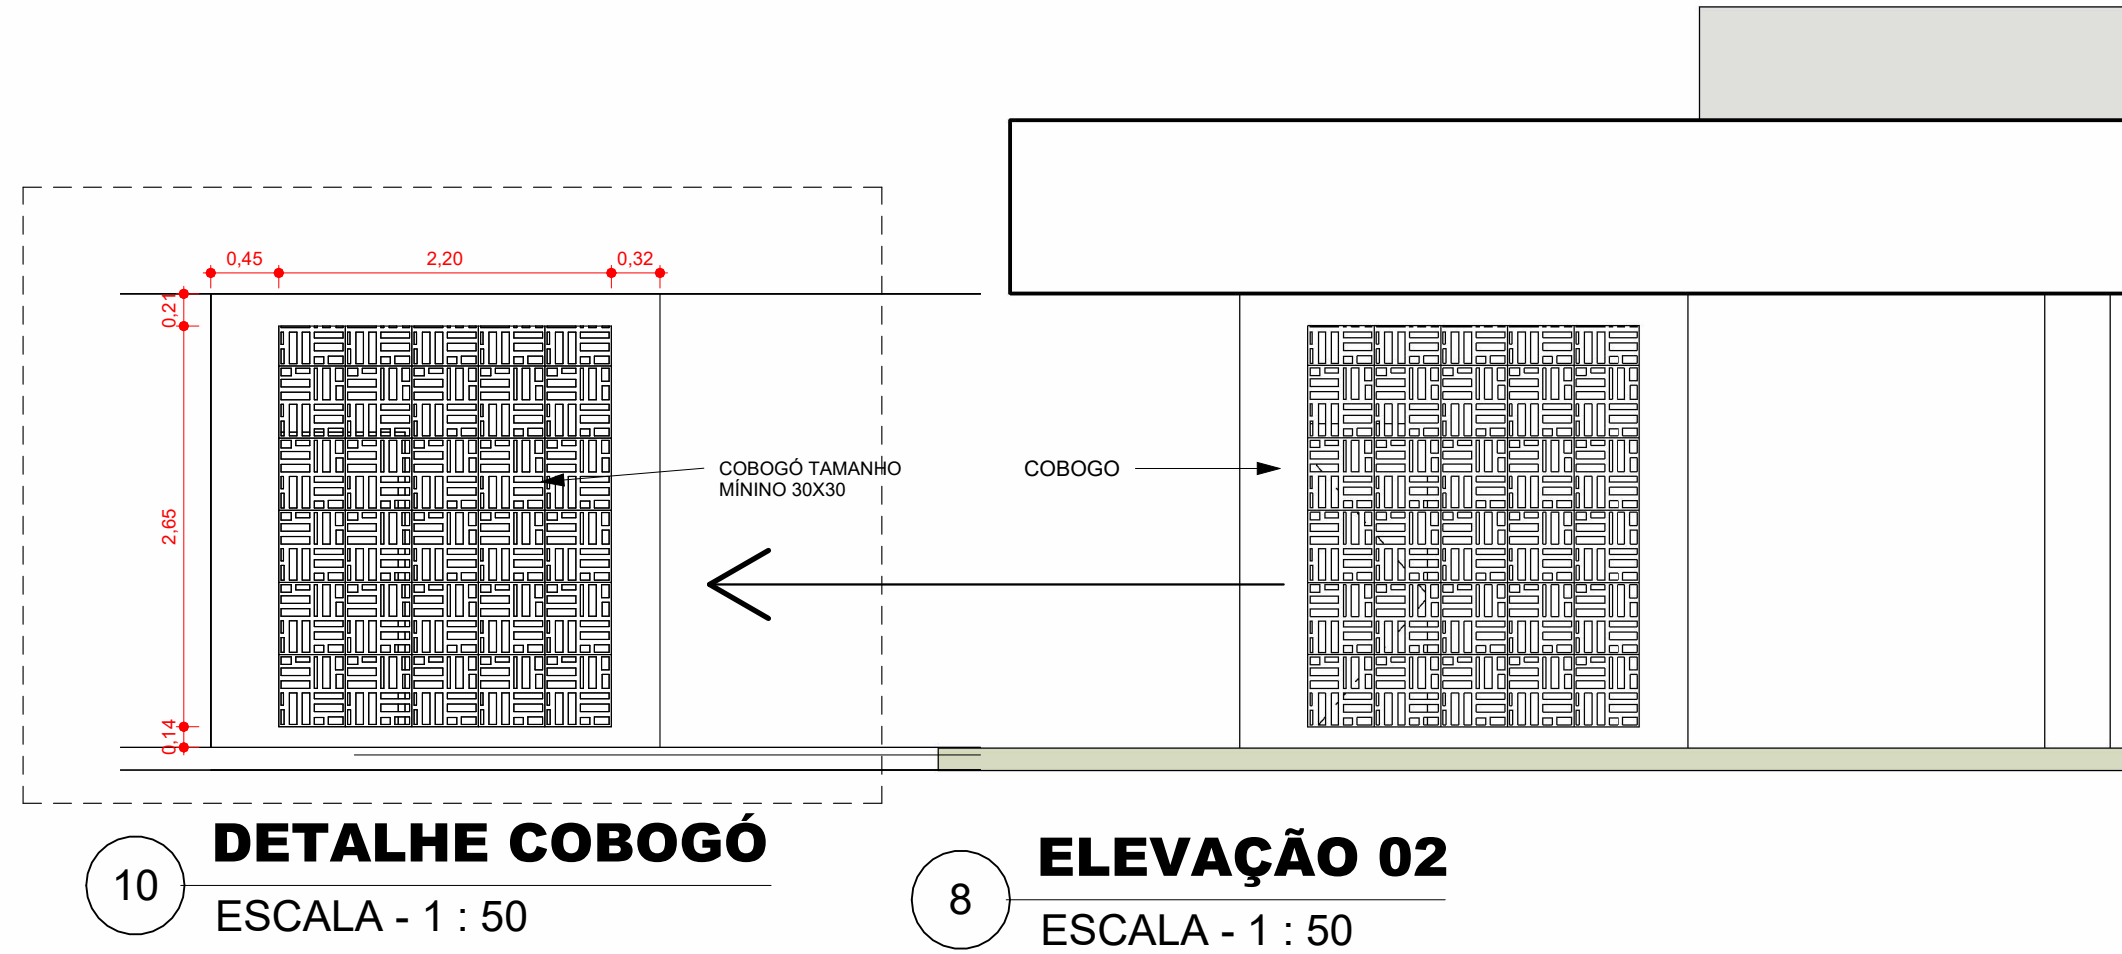 0,45
2,20
0,32
0,21
2,65
0,14
COBOGÓ TAMANHO
MÍNINO 30X30
COBOGO
10
DETALHE COBOGÓ
ESCALA - 1 : 50
8
ELEVAÇÃO 02
ESCALA - 1 : 50